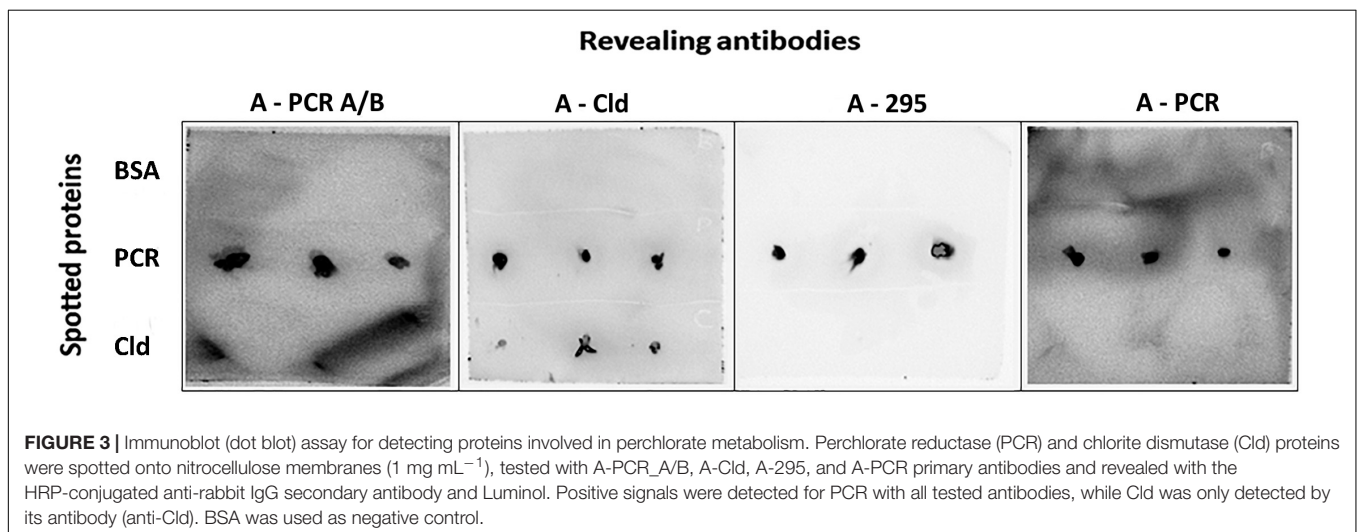 Revealing antibodies
A - PCR A/B
A - Cld
A - 295
A - PCR
Spotted proteins
BSA
PCR
Cld
P
C
FIGURE 3 | Immunoblot (dot blot) assay for detecting proteins involved in perchlorate metabolism. Perchlorate reductase (PCR) and chlorite dismutase (Cld) proteins
were spotted onto nitrocellulose membranes (1 mg mL⁻¹), tested with A-PCR_A/B, A-Cld, A-295, and A-PCR primary antibodies and revealed with the
HRP-conjugated anti-rabbit IgG secondary antibody and Luminol. Positive signals were detected for PCR with all tested antibodies, while Cld was only detected by
its antibody (anti-Cld). BSA was used as negative control.